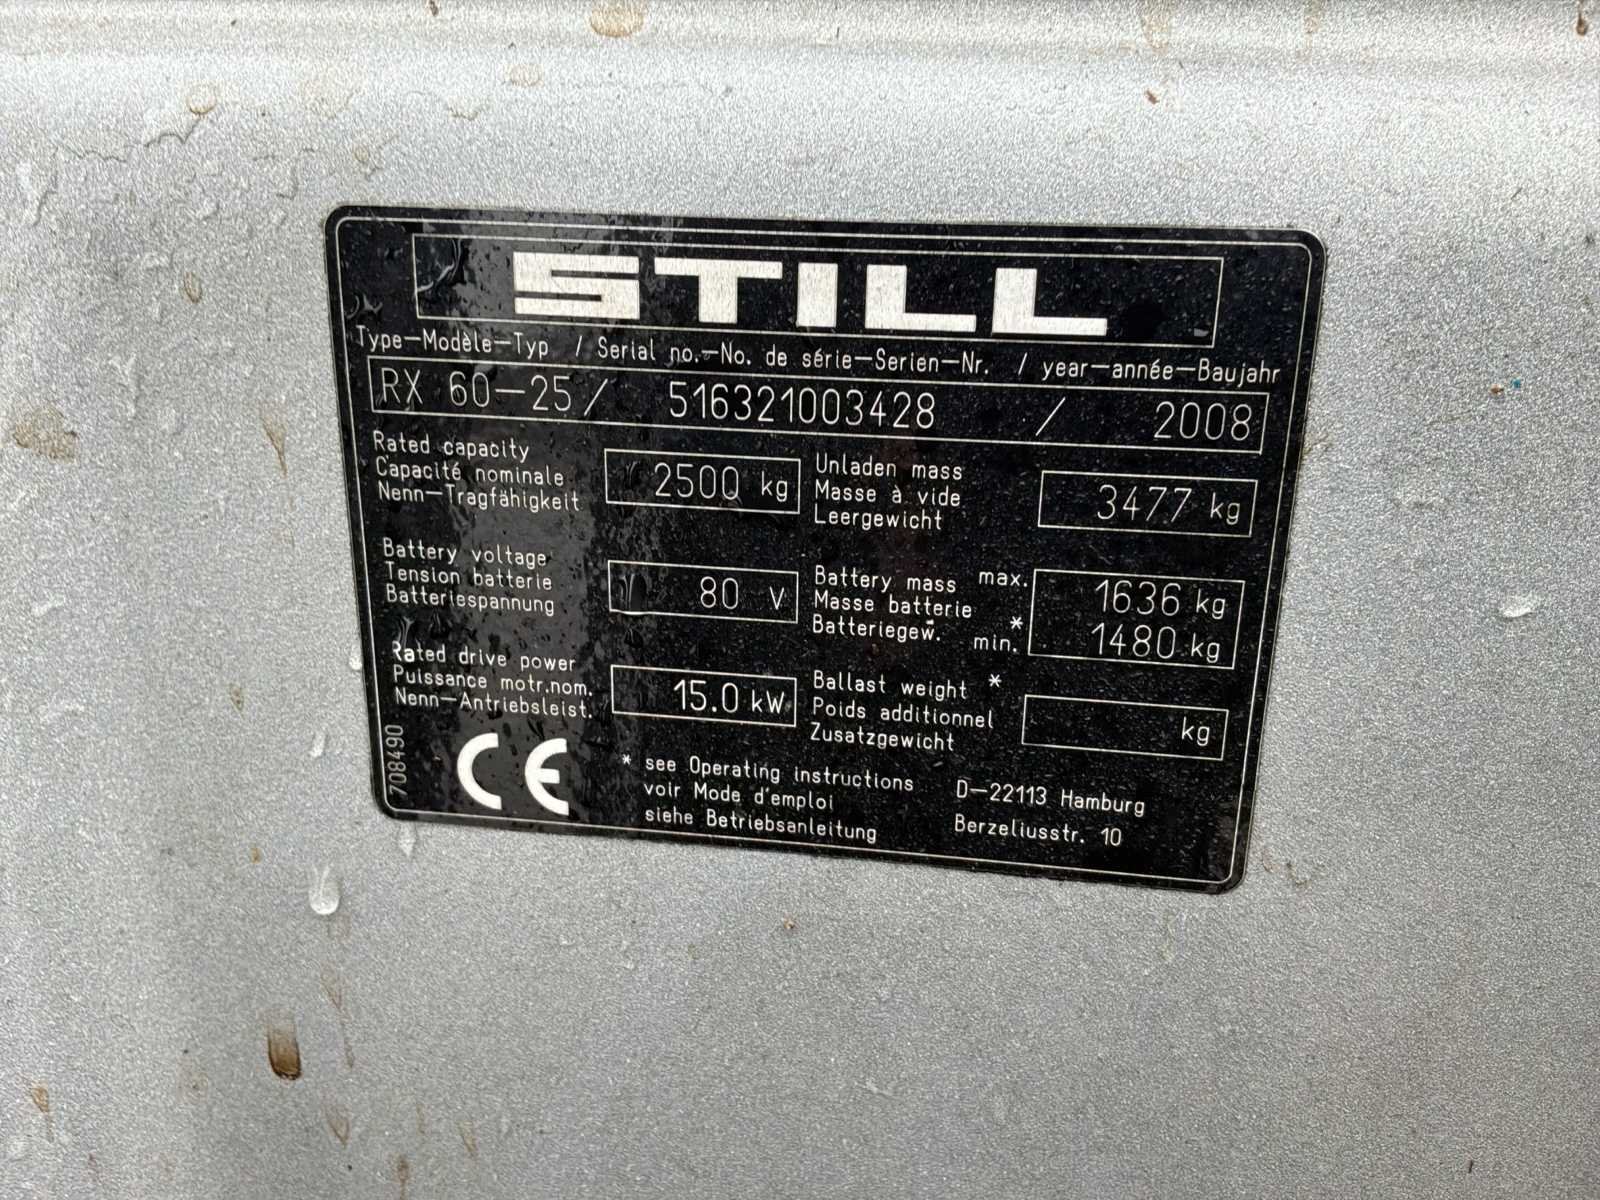 STILL
Type-Modèle-Typ / Serial no.-No. de série-Serien-Nr. / year-année-Baujahr
RX 60-25 / 516321003428 / 2008
Rated capacity
Capacité nominale
Nenn-Tragfähigkeit
2500 kg
Unladen mass
Masse à vide
Leergewicht
3477 kg
Battery voltage
Tension batterie
Batteriespannung
80 V
Battery mass max.
Masse batterie *
Batteriegew. min.
1636 kg
1480 kg
Rated drive power
Puissance motr.nom.
Nenn-Antriebsleist.
15.0 kW
Ballast weight *
Poids additionnel
Zusatzgewicht
kg
708490
CE
* see Operating instructions
voir Mode d'emploi
siehe Betriebsanleitung
D-22113 Hamburg
Berzeliusstr. 10